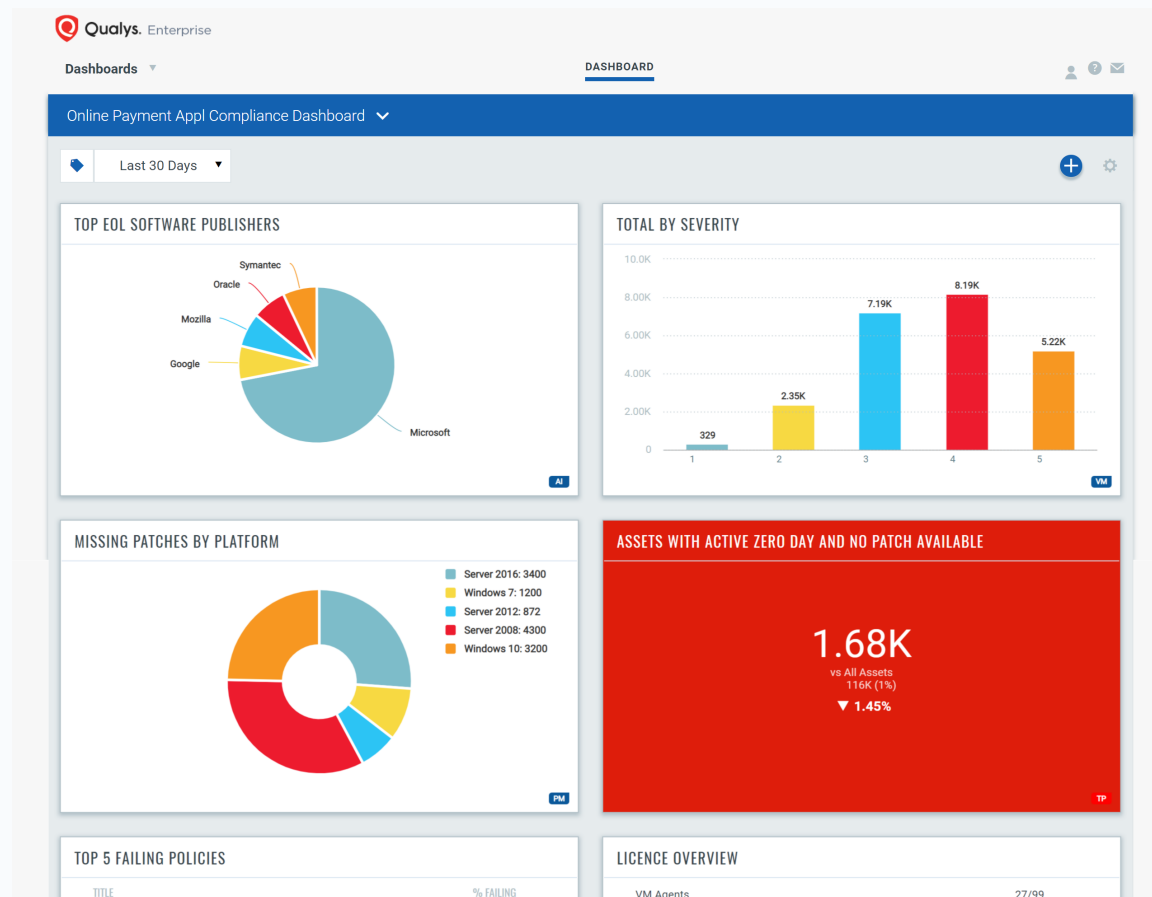 Qualys. Enterprise
Dashboards
DASHBOARD
Online Payment Appl Compliance Dashboard
Last 30 Days
TOP EOL SOFTWARE PUBLISHERS
Symantec
Oracle
Mozilla
Google
Microsoft
AI
TOTAL BY SEVERITY
10.0K
8.00K
6.00K
4.00K
2.00K
0
329
2.35K
7.19K
8.19K
5.22K
1 2 3 4 5
VM
MISSING PATCHES BY PLATFORM
Server 2016: 3400
Windows 7: 1200
Server 2012: 872
Server 2008: 4300
Windows 10: 3200
PM
ASSETS WITH ACTIVE ZERO DAY AND NO PATCH AVAILABLE
1.68K
vs All Assets
116K (1%)
▼ 1.45%
TP
TOP 5 FAILING POLICIES
TITLE % FAILING
LICENCE OVERVIEW
VM Agents 27/99